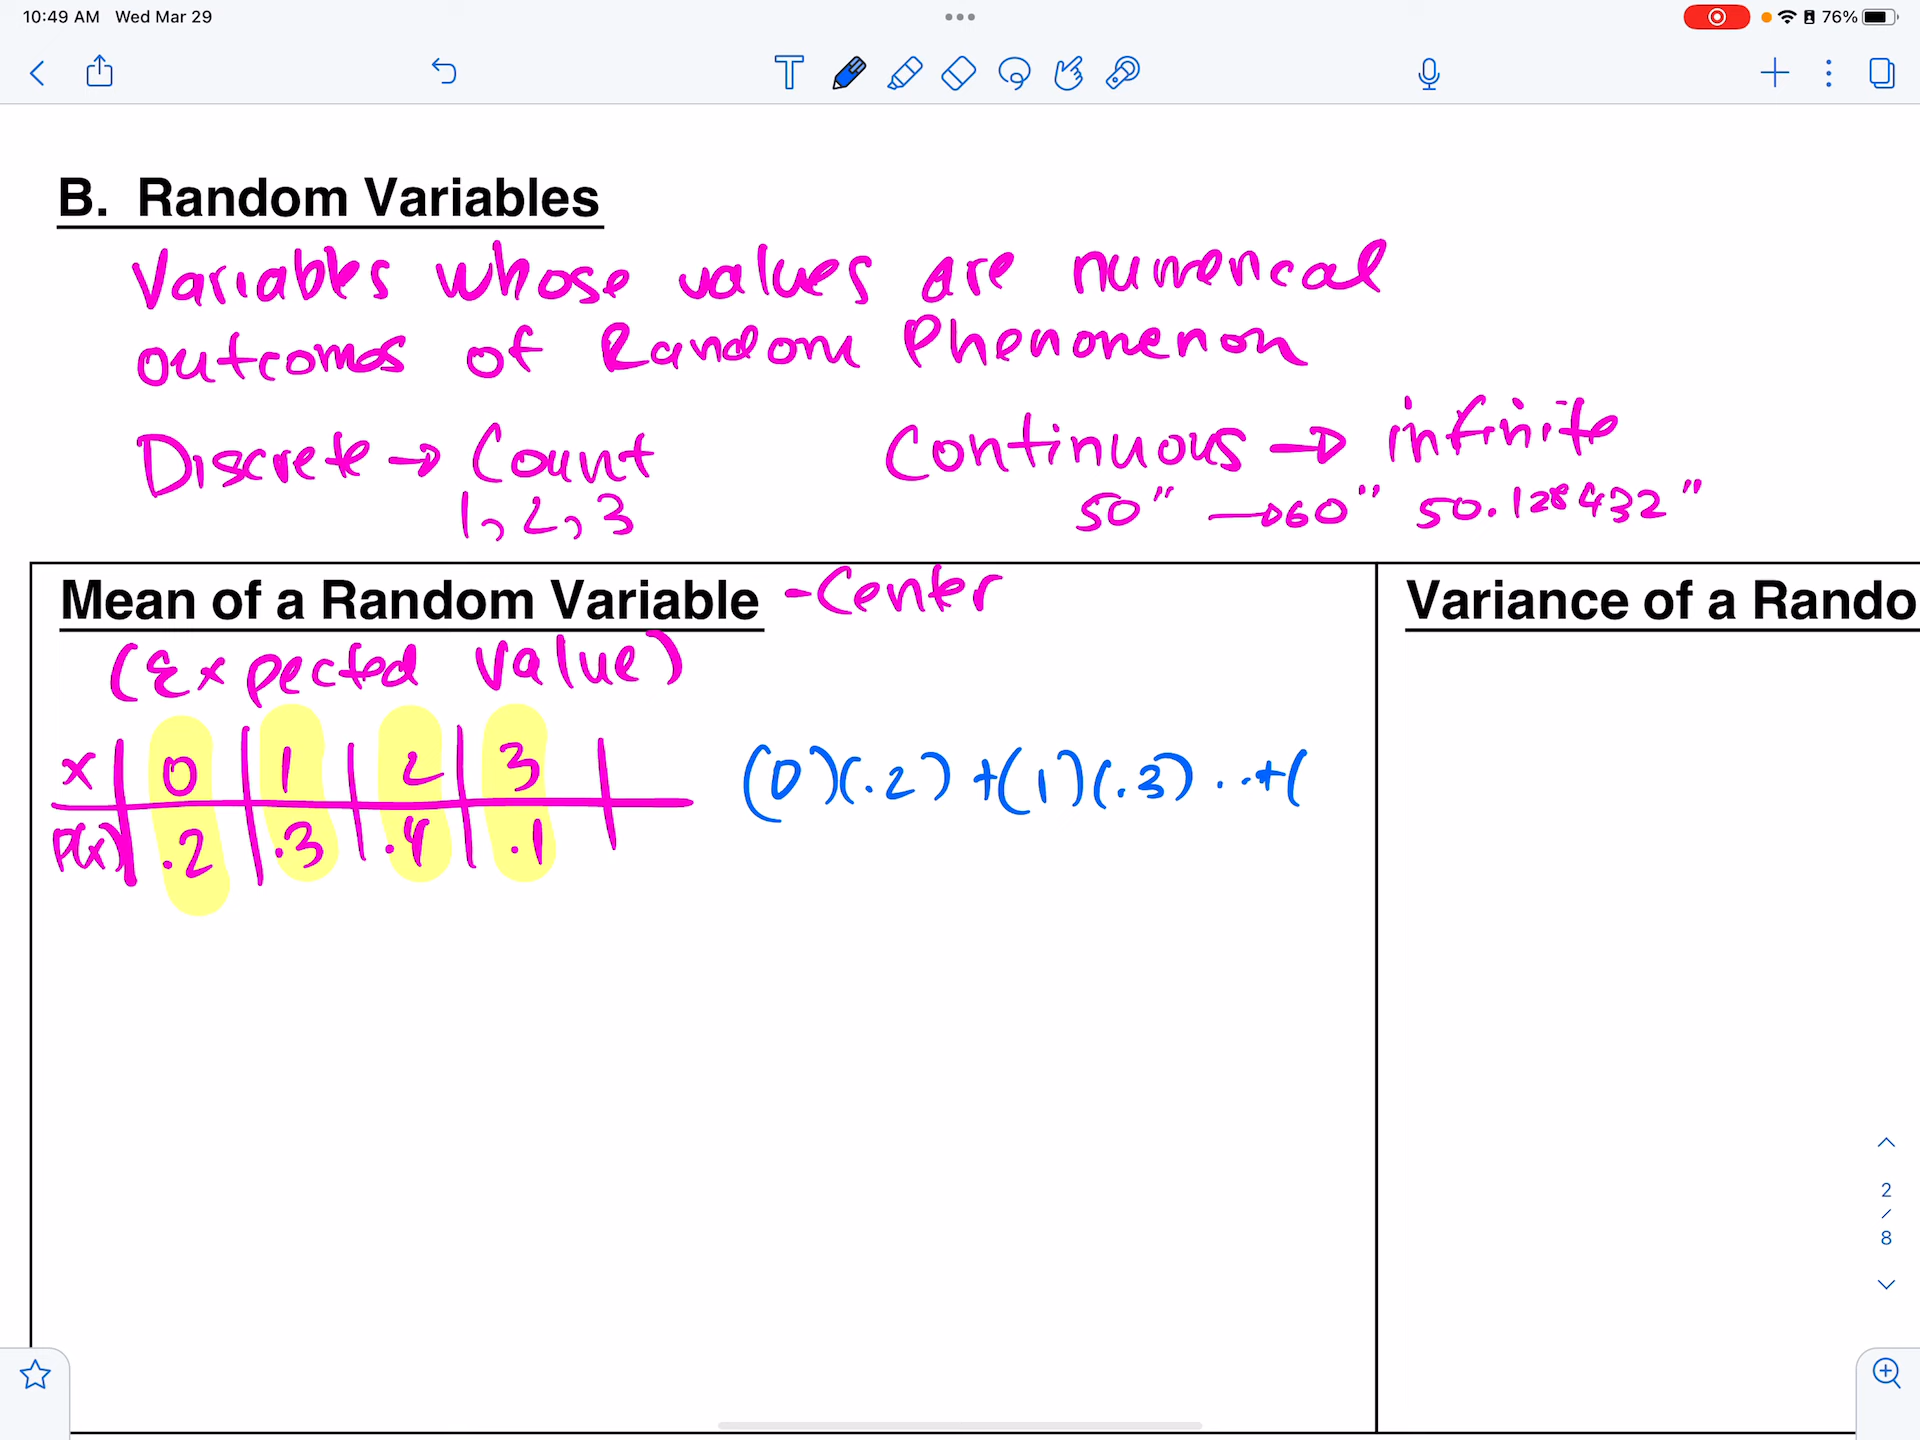 10:49 AM Wed Mar 29
76%
B. Random Variables
Variables whose values are numerical
outcomes of Random Phenomenon
Discrete → Count
1, 2, 3
Continuous → infinite
50" → 60" 50.128432"
Mean of a Random Variable - Center
(Expected value)
x 0 1 2 3
P(x) .2 .3 .4 .1
(0)(.2) + (1)(.3) ...+(
Variance of a Rando
2
/
8